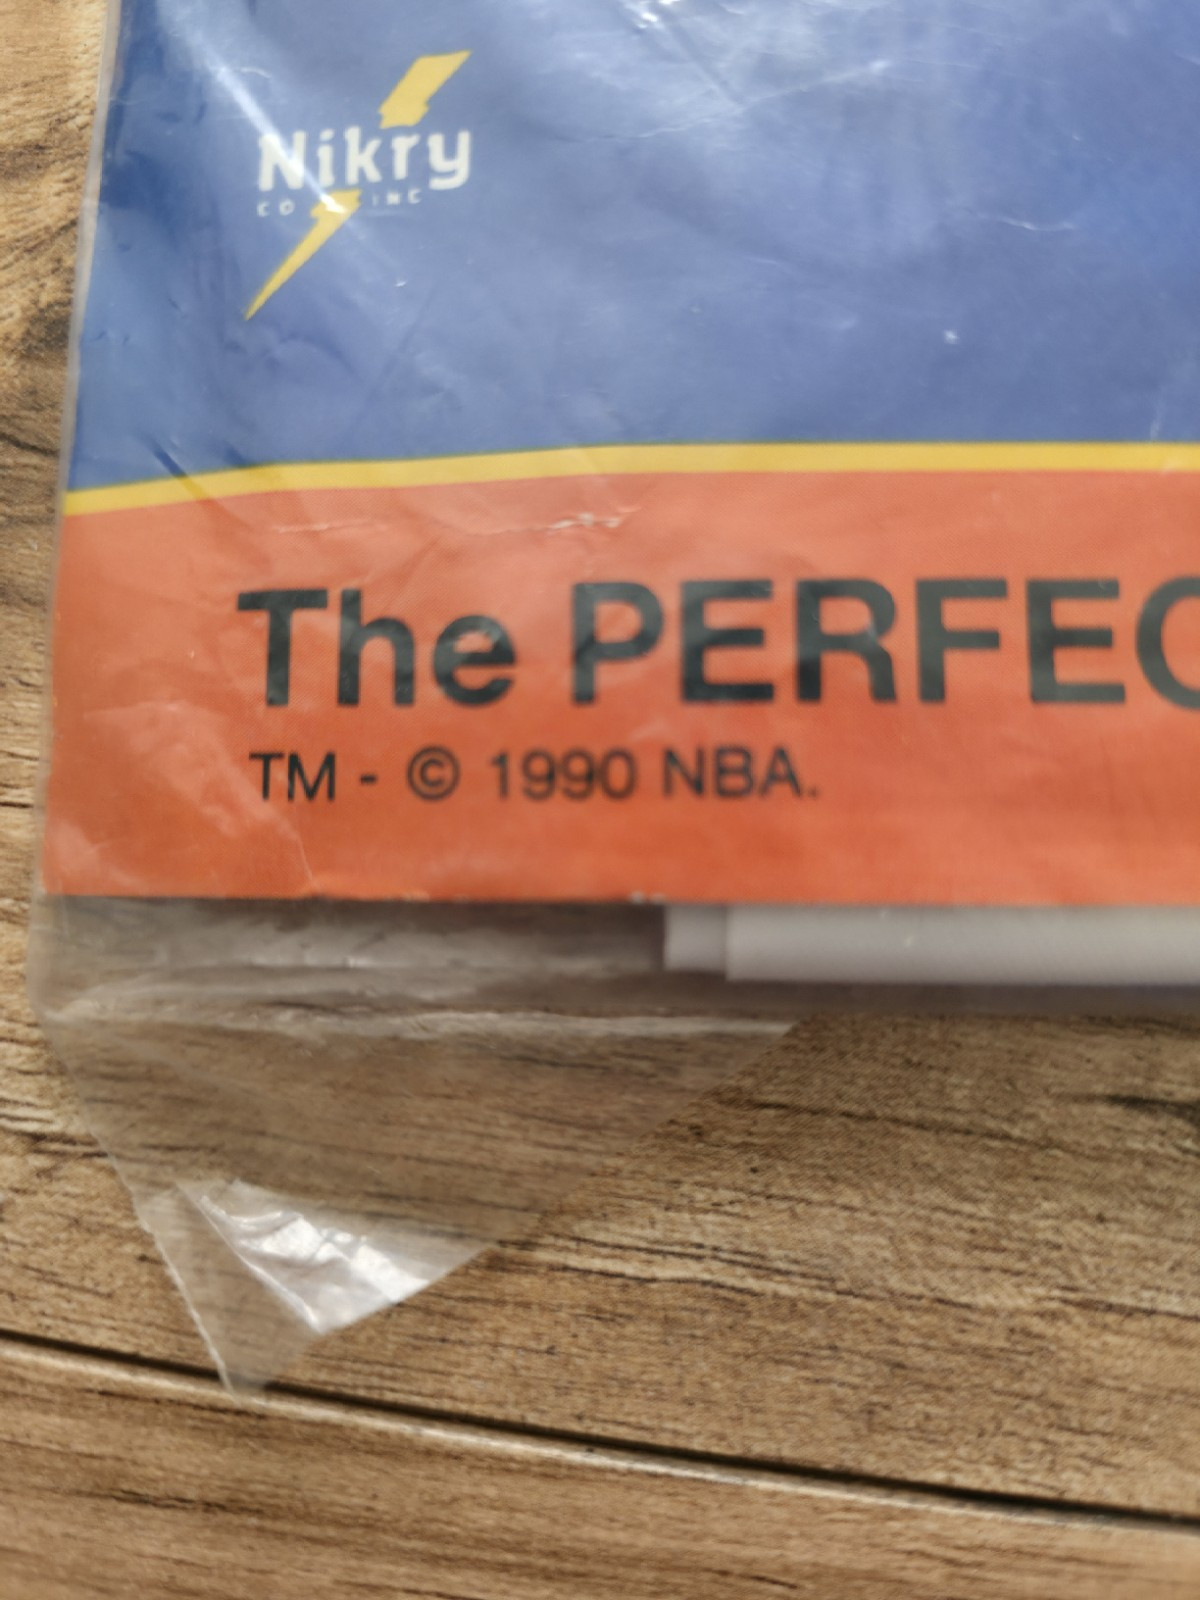 Nikry
CO INC
The PERFEC
TM - © 1990 NBA.